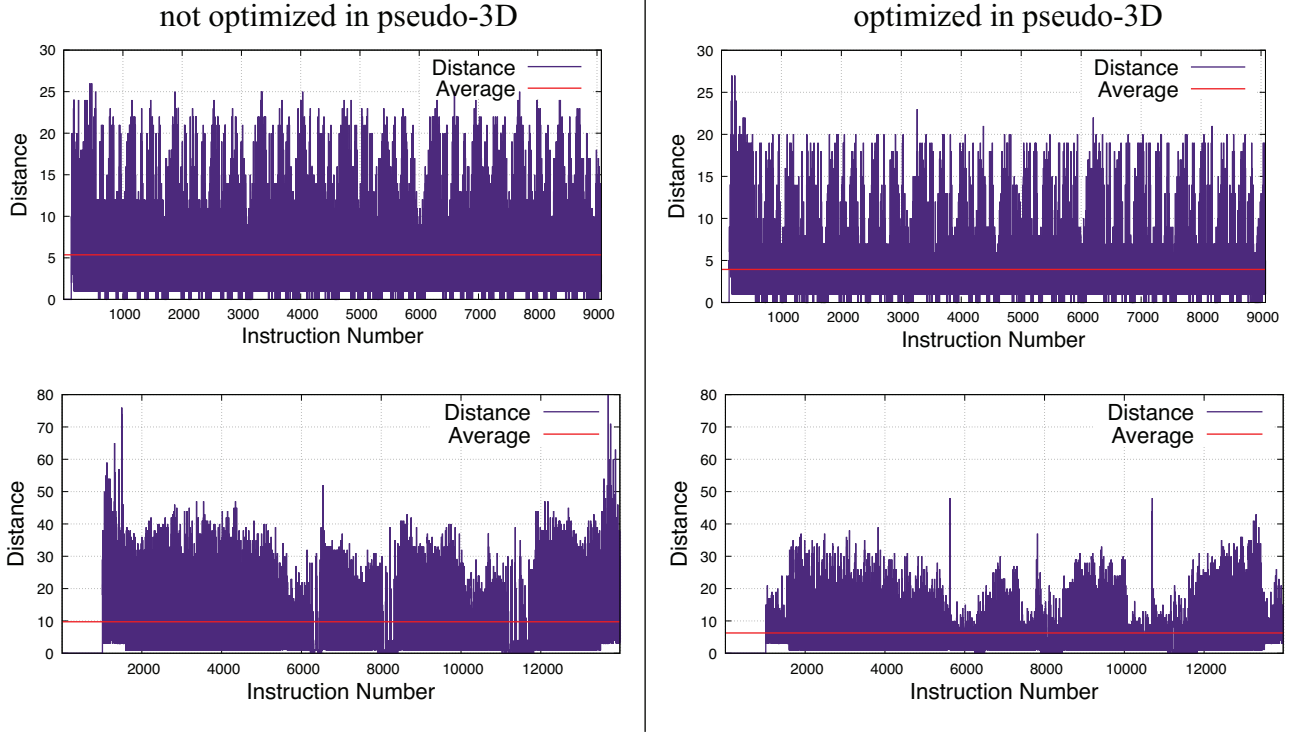 not optimized in pseudo-3D
30
25
20
15
10
5
0
Distance
Distance
Average
1000 2000 3000 4000 5000 6000 7000 8000 9000
Instruction Number
optimized in pseudo-3D
30
25
20
15
10
5
0
Distance
Distance
Average
1000 2000 3000 4000 5000 6000 7000 8000 9000
Instruction Number
80
70
60
50
40
30
20
10
0
Distance
Distance
Average
2000 4000 6000 8000 10000 12000
Instruction Number
80
70
60
50
40
30
20
10
0
Distance
Distance
Average
2000 4000 6000 8000 10000 12000
Instruction Number